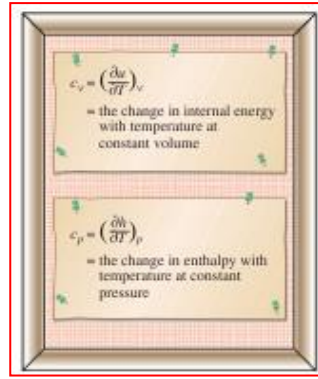 c_v = (∂u/∂T)_v
= the change in internal energy
with temperature at
constant volume
c_p = (∂h/∂T)_p
= the change in enthalpy with
temperature at constant
pressure